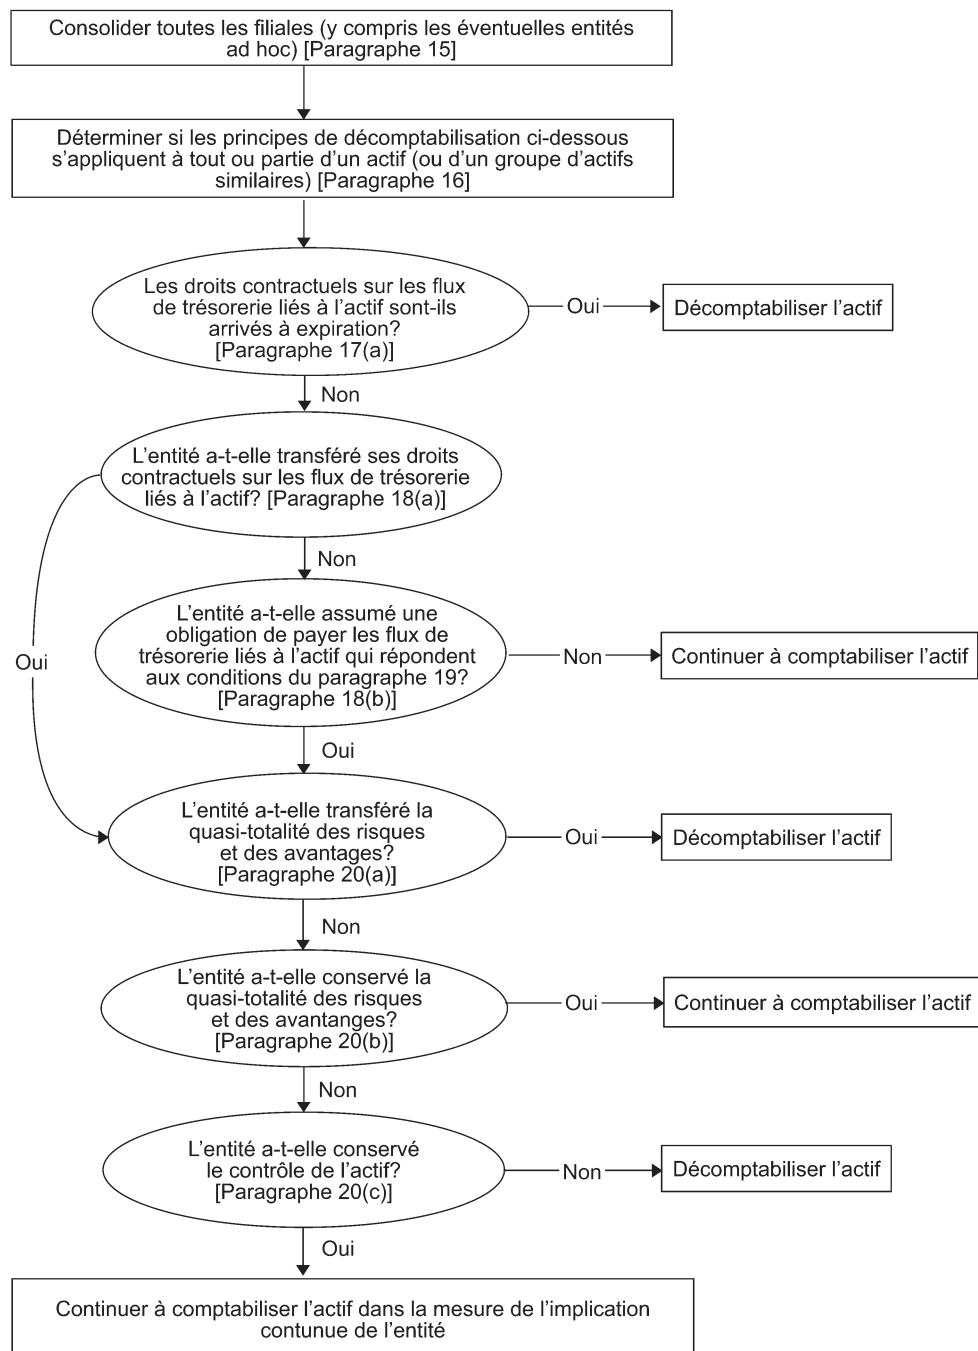 Consolider toutes les filiales (y compris les éventuelles entités
ad hoc) [Paragraphe 15]
Déterminer si les principes de décomptabilisation ci-dessous
s'appliquent à tout ou partie d'un actif (ou d'un groupe d'actifs
similaires) [Paragraphe 16]
Les droits contractuels sur les flux
de trésorerie liés à l'actif sont-ils
arrivés à expiration?
[Paragraphe 17(a)]
Oui
Décomptabiliser l'actif
Non
L'entité a-t-elle transféré ses droits
contractuels sur les flux de trésorerie
liés à l'actif? [Paragraphe 18(a)]
Non
Oui
L'entité a-t-elle assumé une
obligation de payer les flux de
trésorerie liés à l'actif qui répondent
aux conditions du paragraphe 19?
[Paragraphe 18(b)]
Non
Continuer à comptabiliser l'actif
Oui
L'entité a-t-elle transféré la
quasi-totalité des risques
et des avantages?
[Paragraphe 20(a)]
Oui
Décomptabiliser l'actif
Non
L'entité a-t-elle conservé la
quasi-totalité des risques
et des avantanges?
[Paragraphe 20(b)]
Oui
Continuer à comptabiliser l'actif
Non
L'entité a-t-elle conservé
le contrôle de l'actif?
[Paragraphe 20(c)]
Non
Décomptabiliser l'actif
Oui
Continuer à comptabiliser l'actif dans la mesure de l'implication
contunue de l'entité